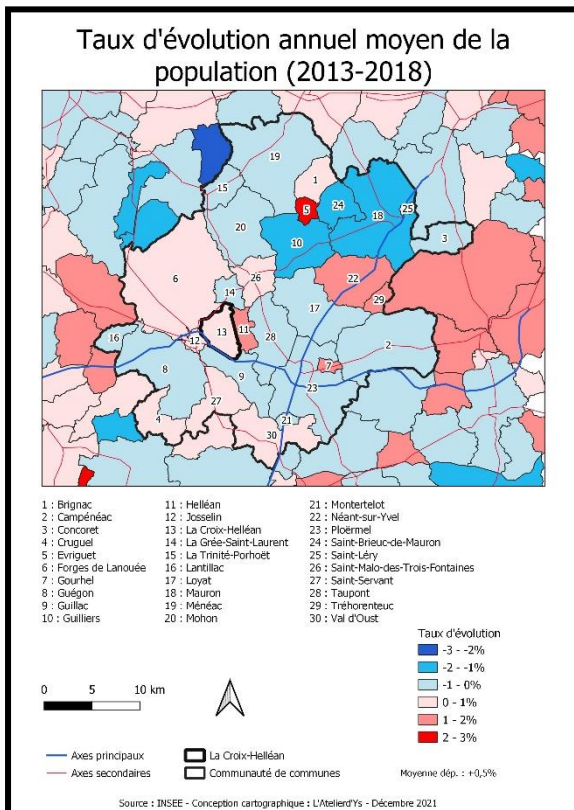 Taux d'évolution annuel moyen de la
population (2013-2018)
19
1
15
5
24
18
25
3
20
10
6
26
22
14
29
17
13
11
12
28
16
2
8
9
7
23
27
4
21
30
1 : Brignac
2 : Campénéac
3 : Concoret
4 : Cruguel
5 : Evriguet
6 : Forges de Lanouée
7 : Gourhel
8 : Guégon
9 : Guillac
10 : Guilliers
11 : Helléan
12 : Josselin
13 : La Croix-Helléan
14 : La Grée-Saint-Laurent
15 : La Trinité-Porhoët
16 : Lantillac
17 : Loyat
18 : Mauron
19 : Ménéac
20 : Mohon
21 : Montertelot
22 : Néant-sur-Yvel
23 : Ploërmel
24 : Saint-Brieuc-de-Mauron
25 : Saint-Léry
26 : Saint-Malo-des-Trois-Fontaines
27 : Saint-Servant
28 : Taupont
29 : Tréhorenteuc
30 : Val d'Oust
Taux d'évolution
-3 - -2%
-2 - -1%
-1 - 0%
0 - 1%
1 - 2%
2 - 3%
0 5 10 km
Axes principaux
Axes secondaires
La Croix-Helléan
Communauté de communes
Moyenne dép. : +0,5%
Source : INSEE - Conception cartographique : L'Atelierd'Ys - Décembre 2021